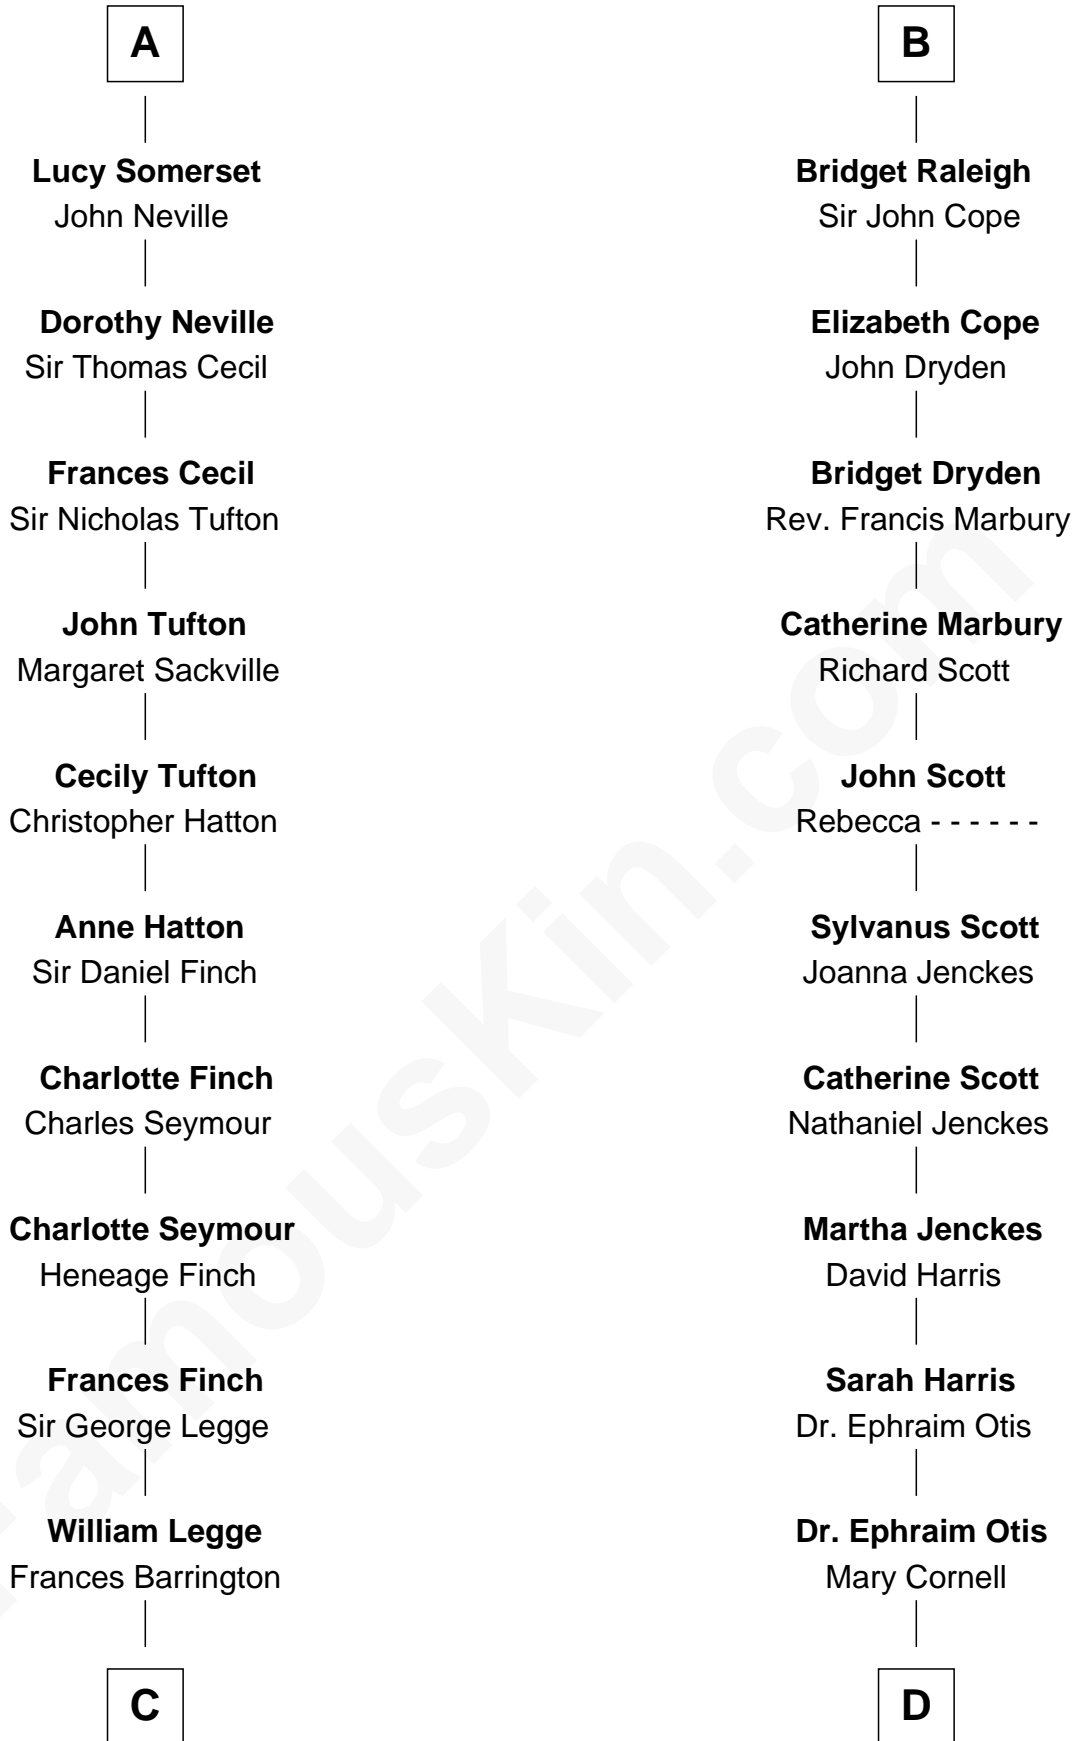 A
Lucy Somerset
John Neville
Dorothy Neville
Sir Thomas Cecil
Frances Cecil
Sir Nicholas Tufton
John Tufton
Margaret Sackville
Cecily Tufton
Christopher Hatton
Anne Hatton
Sir Daniel Finch
Charlotte Finch
Charles Seymour
Charlotte Seymour
Heneage Finch
Frances Finch
Sir George Legge
William Legge
Frances Barrington
C
B
Bridget Raleigh
Sir John Cope
Elizabeth Cope
John Dryden
Bridget Dryden
Rev. Francis Marbury
Catherine Marbury
Richard Scott
John Scott
Rebecca - - - - - -
Sylvanus Scott
Joanna Jenckes
Catherine Scott
Nathaniel Jenckes
Martha Jenckes
David Harris
Sarah Harris
Dr. Ephraim Otis
Dr. Ephraim Otis
Mary Cornell
D
FamousKin.com